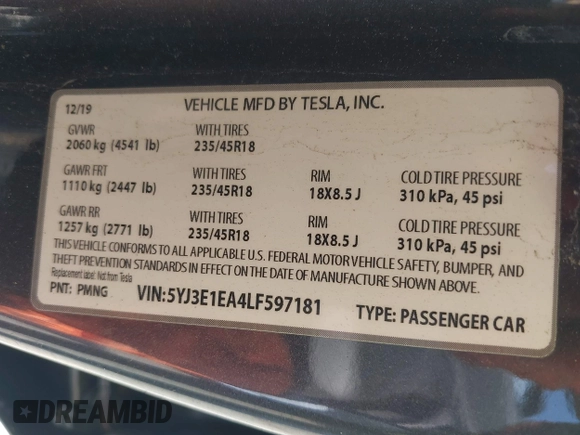 12/19 VEHICLE MFD BY TESLA, INC.
GVWR WITH TIRES
2060 kg (4541 lb) 235/45R18
GAWR FRT WITH TIRES RIM COLD TIRE PRESSURE
1110 kg (2447 lb) 235/45R18 18X8.5 J 310 kPa, 45 psi
GAWR RR WITH TIRES RIM COLD TIRE PRESSURE
1257 kg (2771 lb) 235/45R18 18X8.5 J 310 kPa, 45 psi
THIS VEHICLE CONFORMS TO ALL APPLICABLE U.S. FEDERAL MOTOR VEHICLE SAFETY, BUMPER, AND
THEFT PREVENTION STANDARDS IN EFFECT ON THE DATE OF MANUFACTURE SHOWN ABOVE.
Replacement label: Not from Tesla
PNT: PMNG VIN:5YJ3E1EA4LF597181 TYPE: PASSENGER CAR
DREAMBID